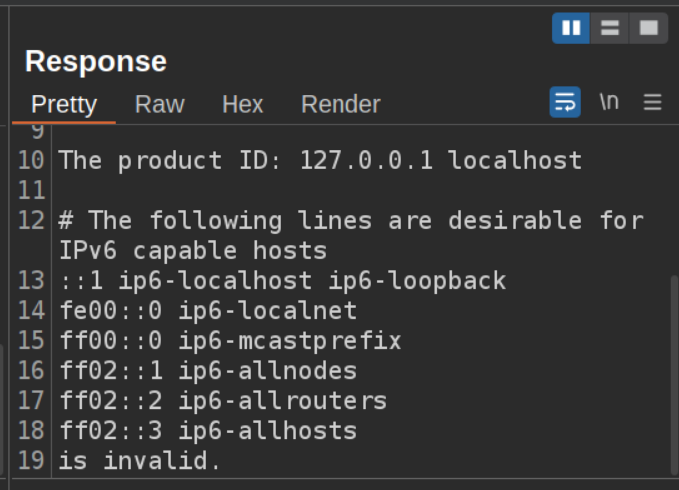 Response
Pretty Raw Hex Render \n
9
10 The product ID: 127.0.0.1 localhost
11
12 # The following lines are desirable for
IPv6 capable hosts
13 ::1 ip6-localhost ip6-loopback
14 fe00::0 ip6-localnet
15 ff00::0 ip6-mcastprefix
16 ff02::1 ip6-allnodes
17 ff02::2 ip6-allrouters
18 ff02::3 ip6-allhosts
19 is invalid.